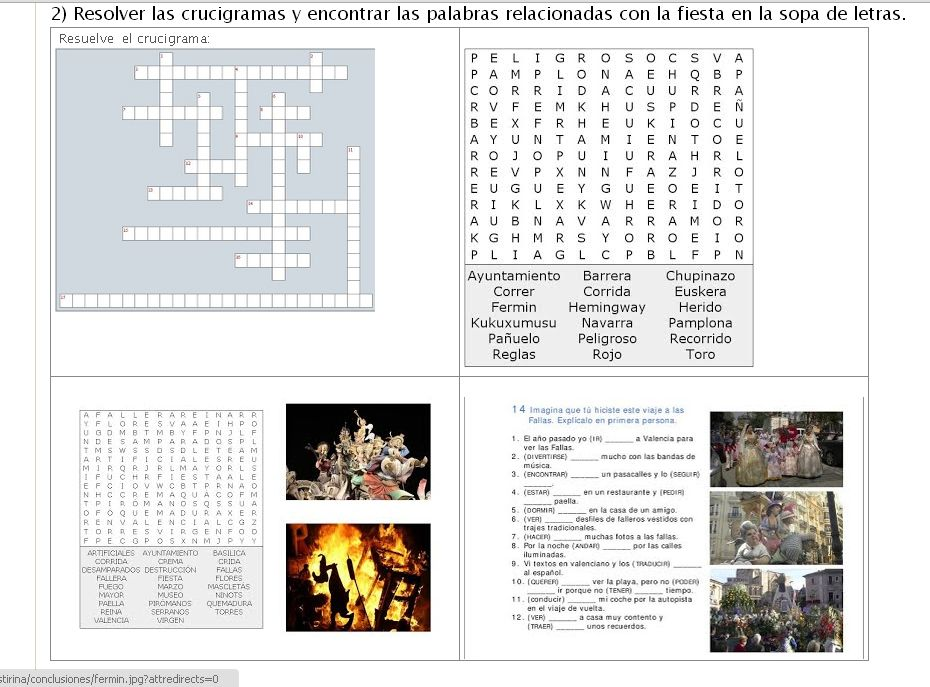 2) Resolver las crucigramas y encontrar las palabras relacionadas con la fiesta en la sopa de letras.
Resuelve el crucigrama:
P E L I G R O S O C S V A
P A M P L O N A E H Q B P
C O R R I D A C U U R R A
R V F E M K H U S P D E Ñ
B E X F R H E U K I O C U
A Y U N T A M I E N T O E
R O J O P U I U R A H R L
R E V P X N N F A Z J R O
E U G U E Y G U E O E I T
R I K L X K W H E R I D O
A U B N A V A R R A M O R
K G H M R S Y O R O E I O
P L I A G L C P B L F P N
Ayuntamiento Barrera Chupinazo
Correr Corrida Euskera
Fermin Hemingway Herido
Kukuxumusu Navarra Pamplona
Pañuelo Peligroso Recorrido
Reglas Rojo Toro
A F A L L E R A R E I N A R R
Y F L O R E S V A A E I H P O
U G D M B T M B Y F P N J L F
N D E S A M P A R A D O S P L
T M S W S S D S D L E T E A M
A R T I F I C I A L E S R E U
M I R Q R J R L M A Y O R L S
I F U C H R F I E S T A A L E
E F C I O V W C B T P R N A O
N H C C R E M A Q U A C O F M
T P I R O M A N O S Q S S U A
O F O Q U E M A D U R A X E R
R E N V A L E N C I A L C G Z
T O R R E S V I R G E N F O O
F P E C G P O S X N M J P Y Y
ARTIFICIALES AYUNTAMIENTO BASILICA
CORRIDA CREMA CRIDA
DESAMPARADOS DESTRUCCION FALLAS
FALLERA FIESTA FLORES
FUEGO MARZO MASCLETAS
MAYOR MUSEO NINOTS
PAELLA PIROMANOS QUEMADURA
REINA SERRANOS TORRES
VALENCIA VIRGEN
14 Imagina que tú hiciste este viaje a las
Fallas. Explícalo en primera persona.
1. El año pasado yo (IR) ______ a Valencia para
ver las Fallas.
2. (DIVERTIRSE) ______ mucho con las bandas de
música.
3. (ENCONTRAR) ______ un pasacalles y lo (SEGUIR)
______.
4. (ESTAR) ______ en un restaurante y (PEDIR)
______ paella.
5. (DORMIR) ______ en la casa de un amigo.
6. (VER) ______ desfiles de falleros vestidos con
trajes tradicionales.
7. (HACER) ______ muchas fotos a las fallas.
8. Por la noche (ANDAR) ______ por las calles
iluminadas.
9. Vi textos en valenciano y los (TRADUCIR) ______
al español.
10. (QUERER) ______ ver la playa, pero no (PODER)
______ ir porque no (TENER) ______ tiempo.
11. (conducir) ______ mi coche por la autopista
en el viaje de vuelta.
12. (VER) ______ a casa muy contento y
(TRAER) ______ unos recuerdos.
stirina/conclusiones/fermin.jpg?attredirects=0